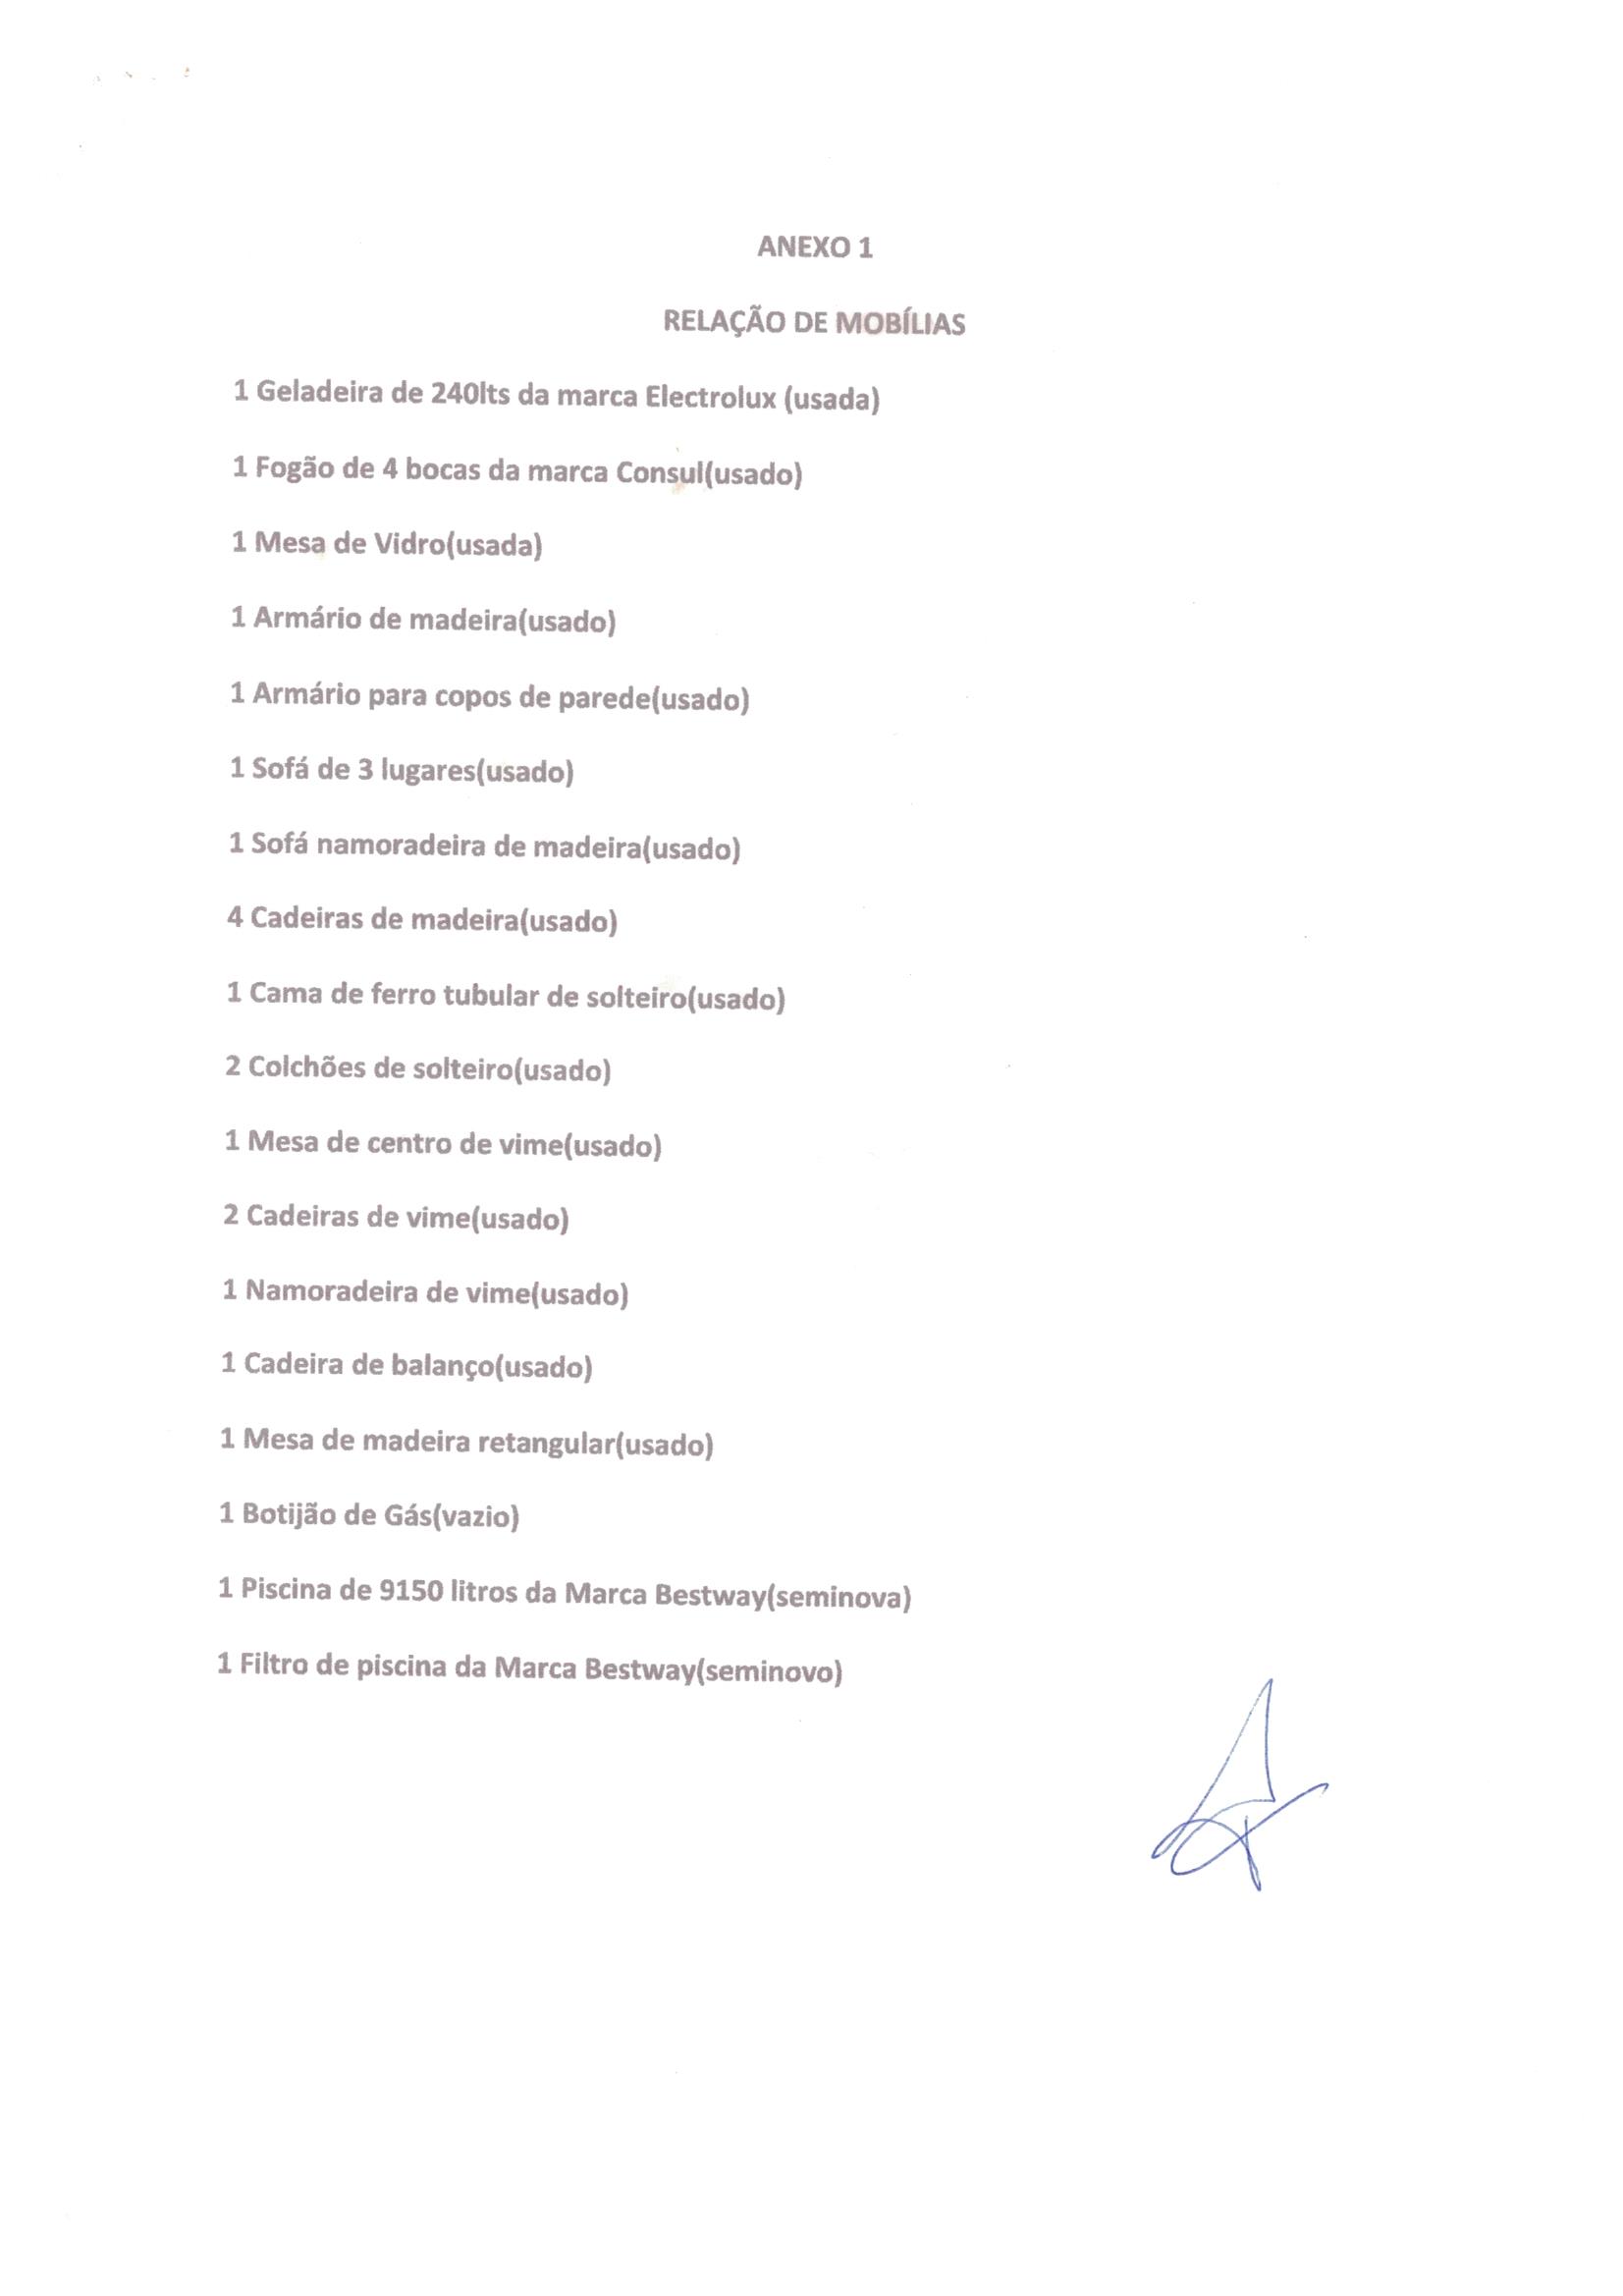 ANEXO 1
RELAÇÃO DE MOBÍLIAS
1 Geladeira de 240lts da marca Electrolux (usada)
1 Fogão de 4 bocas da marca Consul(usado)
1 Mesa de Vidro(usada)
1 Armário de madeira(usado)
1 Armário para copos de parede(usado)
1 Sofá de 3 lugares(usado)
1 Sofá namoradeira de madeira(usado)
4 Cadeiras de madeira(usado)
1 Cama de ferro tubular de solteiro(usado)
2 Colchões de solteiro(usado)
1 Mesa de centro de vime(usado)
2 Cadeiras de vime(usado)
1 Namoradeira de vime(usado)
1 Cadeira de balanço(usado)
1 Mesa de madeira retangular(usado)
1 Botijão de Gás(vazio)
1 Piscina de 9150 litros da Marca Bestway(seminova)
1 Filtro de piscina da Marca Bestway(seminovo)